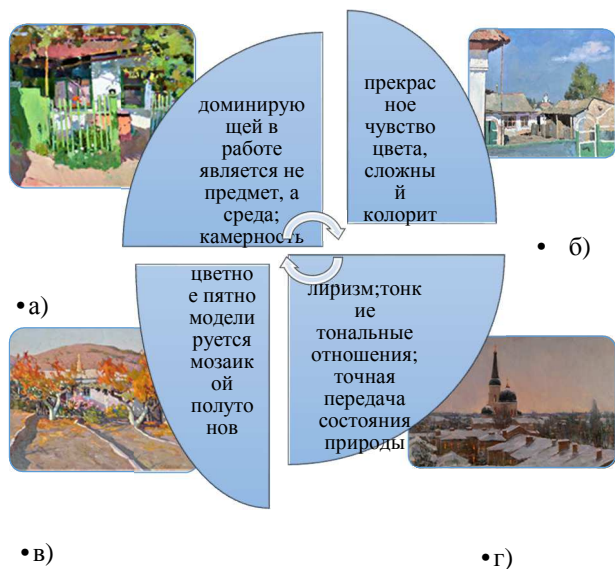 доминирую
щей в
работе
является не
предмет, а
среда;
камерность
прекрас
ное
чувство
цвета,
сложны
й
колорит
• б)
• а)
цветно
е пятно
модели
руется
мозаик
ой
полуто
нов
лиризм;тонк
ие
тональные
отношения;
точная
передача
состояния
природы
• в)
• г)